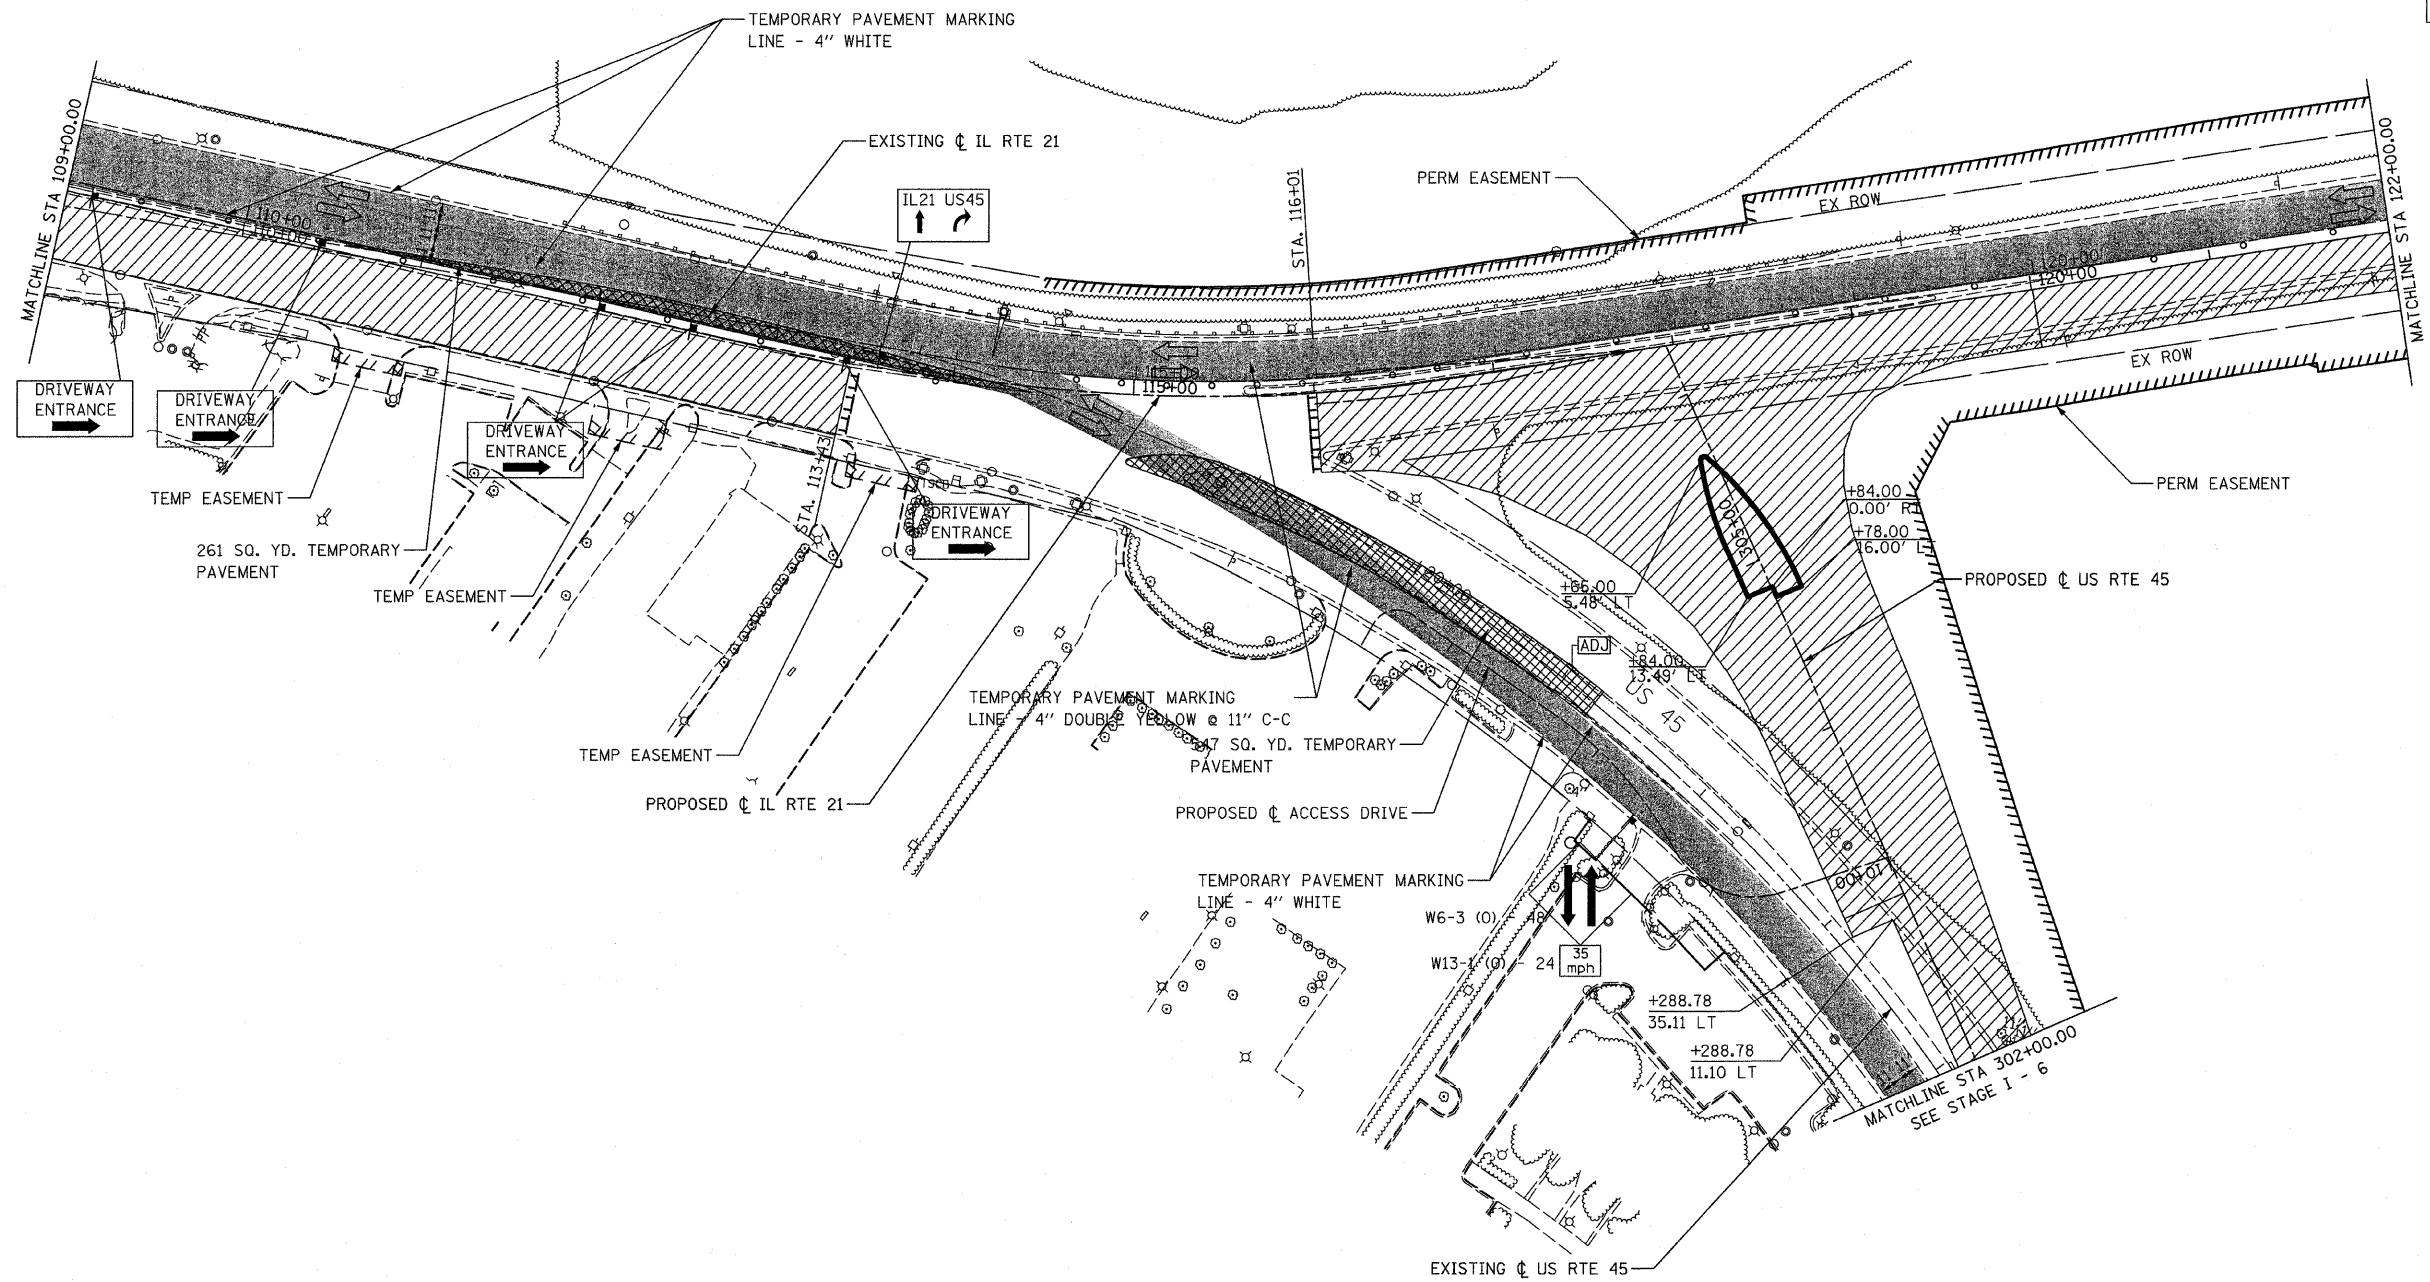 TEMPORARY PAVEMENT MARKING
LINE - 4" WHITE
MATCHLINE STA 109+00.00
EXISTING ℄ IL RTE 21
IL21 US45
STA. 116+01
PERM EASEMENT
EX ROW
MATCHLINE STA 122+00.00
110+00
110+00
120+00
120+00
115+00
115+00
EX ROW
DRIVEWAY
ENTRANCE
DRIVEWAY
ENTRANCE
DRIVEWAY
ENTRANCE
DRIVEWAY
ENTRANCE
STA. 113+43
TEMP EASEMENT
261 SQ. YD. TEMPORARY
PAVEMENT
TEMP EASEMENT
TEMP EASEMENT
PROPOSED ℄ IL RTE 21
303+00
+84.00
0.00' RT
+78.00
16.00' LT
PERM EASEMENT
+66.00
5.48' LT
PROPOSED ℄ US RTE 45
ADJ
+84.00
13.49' LT
US 45
TEMPORARY PAVEMENT MARKING
LINE - 4" DOUBLE YELLOW @ 11" C-C
547 SQ. YD. TEMPORARY
PAVEMENT
PROPOSED ℄ ACCESS DRIVE
TEMPORARY PAVEMENT MARKING
LINE - 4" WHITE
W6-3 (O) - 48
W13-1 (O) - 24
35
mph
10+00
+288.78
35.11 LT
+288.78
11.10 LT
11' 11'
MATCHLINE STA 302+00.00
SEE STAGE I - 6
EXISTING ℄ US RTE 45